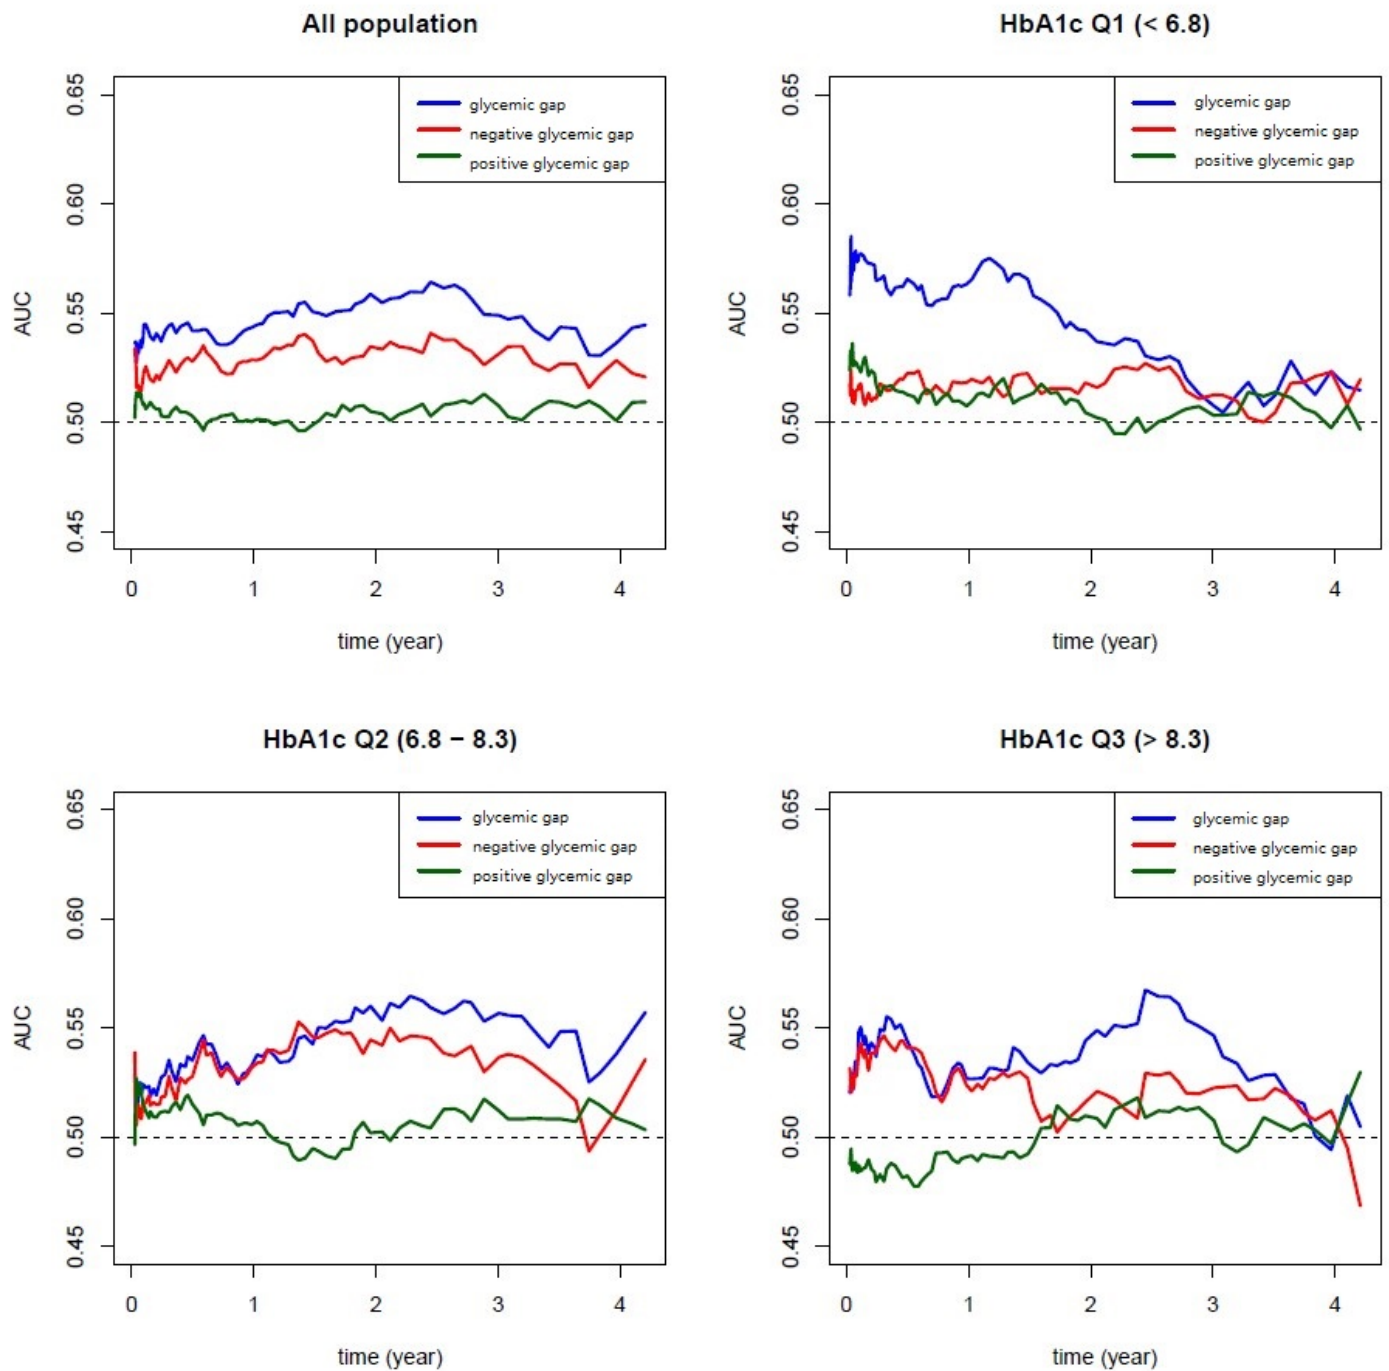 All population
0.65
0.60
0.55
0.50
0.45
AUC
glycemic gap
negative glycemic gap
positive glycemic gap
0 1 2 3 4
time (year)
HbA1c Q1 (< 6.8)
0.65
0.60
0.55
0.50
0.45
AUC
glycemic gap
negative glycemic gap
positive glycemic gap
0 1 2 3 4
time (year)
HbA1c Q2 (6.8 − 8.3)
0.65
0.60
0.55
0.50
0.45
AUC
glycemic gap
negative glycemic gap
positive glycemic gap
0 1 2 3 4
time (year)
HbA1c Q3 (> 8.3)
0.65
0.60
0.55
0.50
0.45
AUC
glycemic gap
negative glycemic gap
positive glycemic gap
0 1 2 3 4
time (year)